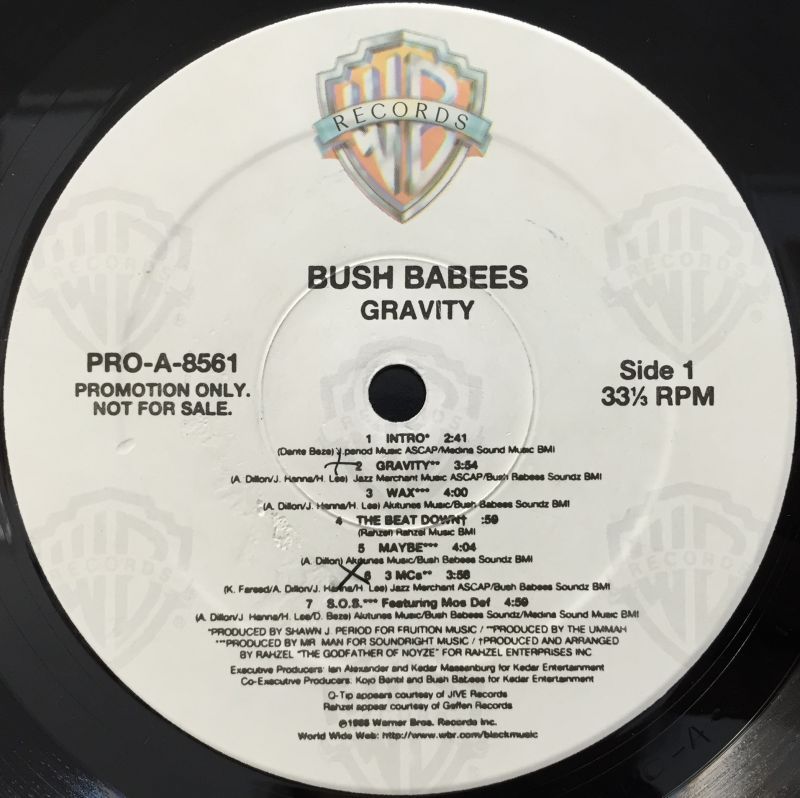 WB
RECORDS
BUSH BABEES
GRAVITY
PRO-A-8561
PROMOTION ONLY.
NOT FOR SALE.
Side 1
33⅓ RPM
1 INTRO* 2:41
(Dante Beze) y.period Music ASCAP/Medina Sound Music BMI
2 GRAVITY** 3:54
(A. Dillon/J. Hanna/H. Lee) Jazz Merchant Music ASCAP/Bush Babees Soundz BMI
3 WAX*** 4:00
(A. Dillon/J. Hanna/H. Lee) Akutunes Music/Bush Babees Soundz BMI
4 THE BEAT DOWN† :59
(Rahzel) Rahzel Music BMI
5 MAYBE*** 4:04
(A. Dillon) Akutunes Music/Bush Babees Soundz BMI
6 3 MCs** 3:56
(K. Fareed/A. Dillon/J. Hanna/H. Lee) Jazz Merchant ASCAP/Bush Babees Soundz BMI
7 S.O.S.*** Featuring Mos Def 4:59
(A. Dillon/J. Hanna/H. Lee/D. Beze) Akutunes Music/Bush Babees Soundz/Medina Sound Music BMI
*PRODUCED BY SHAWN J. PERIOD FOR FRUITION MUSIC / **PRODUCED BY THE UMMAH
***PRODUCED BY MR. MAN FOR SOUNDRIGHT MUSIC / †PRODUCED AND ARRANGED
BY RAHZEL "THE GODFATHER OF NOYZE" FOR RAHZEL ENTERPRISES INC
Executive Producers: Ian Alexander and Kedar Massenburg for Kedar Entertainment
Co-Executive Producers: Kojo Bentil and Bush Babees for Kedar Entertainment
Q-Tip appears courtesy of JIVE Records
Rahzel appear courtesy of Geffen Records
℗1996 Warner Bros. Records Inc.
World Wide Web: http://www.wbr.com/blackmusic